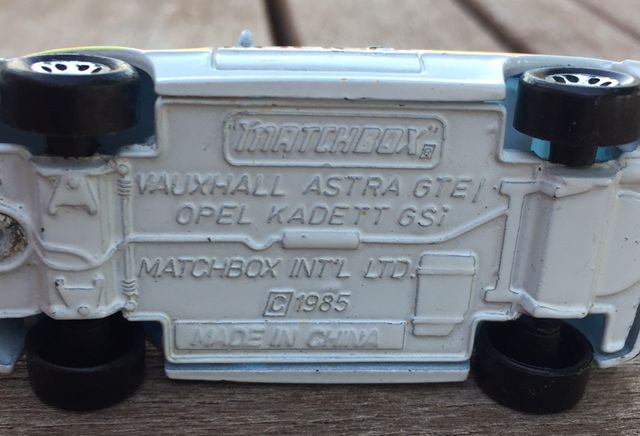 "MATCHBOX" ®
VAUXHALL ASTRA GTE/
OPEL KADETT GSi
MATCHBOX INT'L LTD.
© 1985
MADE IN CHINA